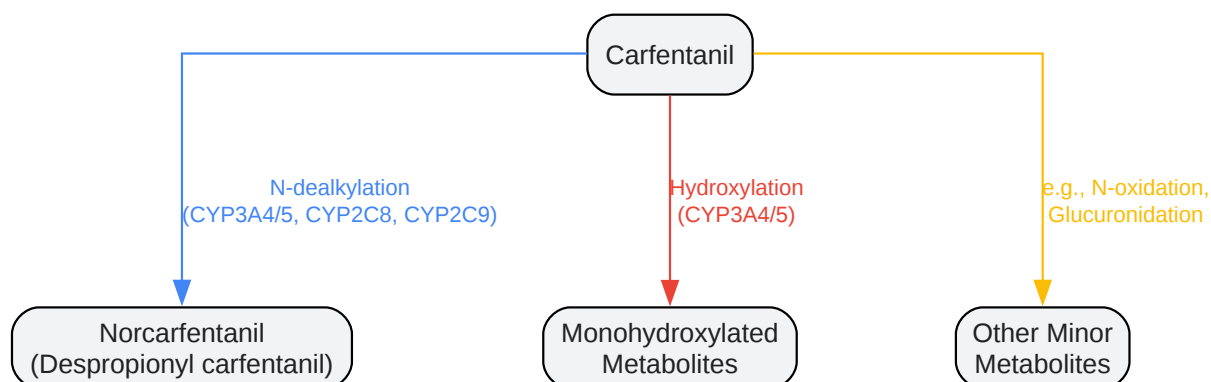 Carfentanil
N-dealkylation
(CYP3A4/5, CYP2C8, CYP2C9)
Hydroxylation
(CYP3A4/5)
e.g., N-oxidation,
Glucuronidation
Norcarfentanil
(Despropionyl carfentanil)
Monohydroxylated
Metabolites
Other Minor
Metabolites